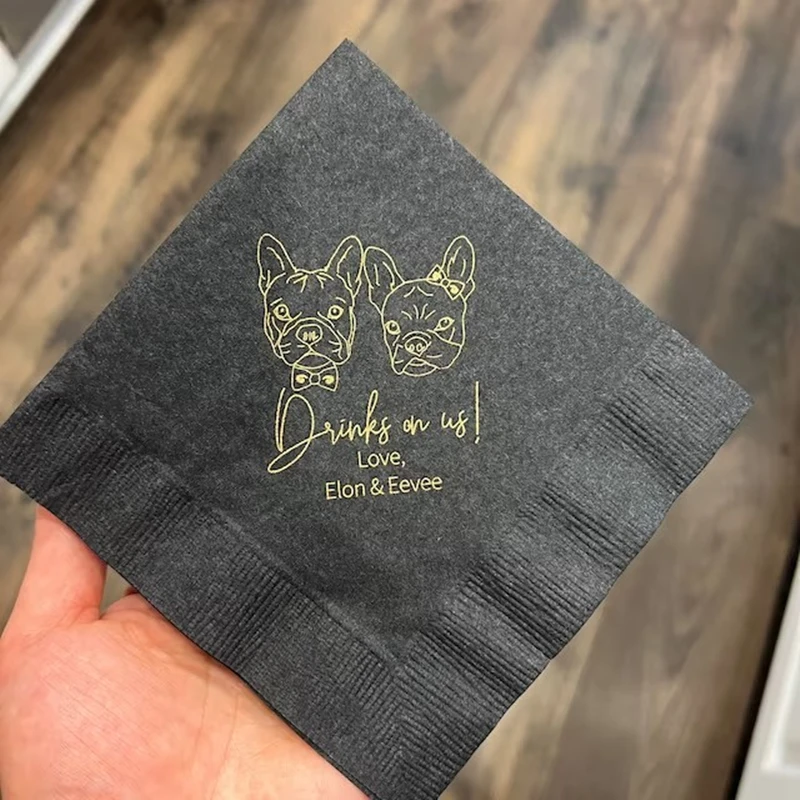 Drinks on us!
Love,
Elon & Eevee